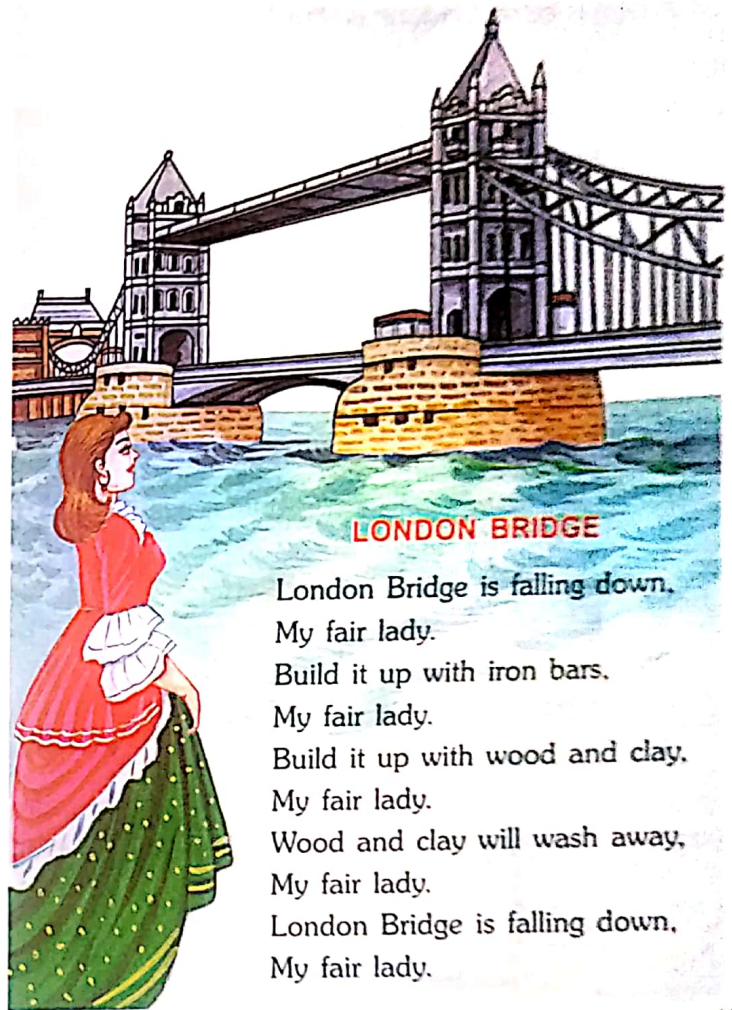 LONDON BRIDGE
London Bridge is falling down,
My fair lady.
Build it up with iron bars,
My fair lady.
Build it up with wood and clay,
My fair lady.
Wood and clay will wash away,
My fair lady.
London Bridge is falling down,
My fair lady.